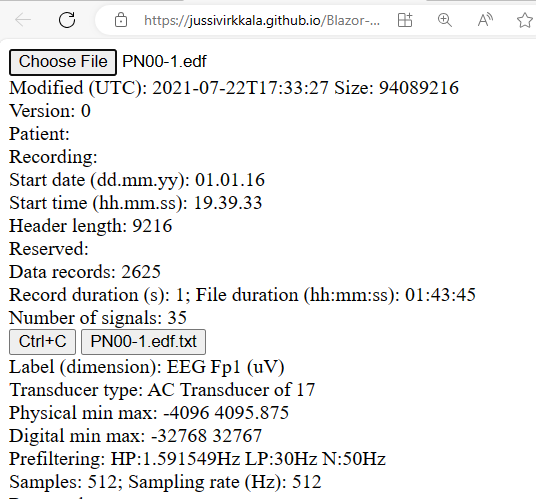 https://jussivirkkala.github.io/Blazor-...
Choose File PN00-1.edf
Modified (UTC): 2021-07-22T17:33:27 Size: 94089216
Version: 0
Patient:
Recording:
Start date (dd.mm.yy): 01.01.16
Start time (hh.mm.ss): 19.39.33
Header length: 9216
Reserved:
Data records: 2625
Record duration (s): 1; File duration (hh:mm:ss): 01:43:45
Number of signals: 35
Ctrl+C PN00-1.edf.txt
Label (dimension): EEG Fp1 (uV)
Transducer type: AC Transducer of 17
Physical min max: -4096 4095.875
Digital min max: -32768 32767
Prefiltering: HP:1.591549Hz LP:30Hz N:50Hz
Samples: 512; Sampling rate (Hz): 512